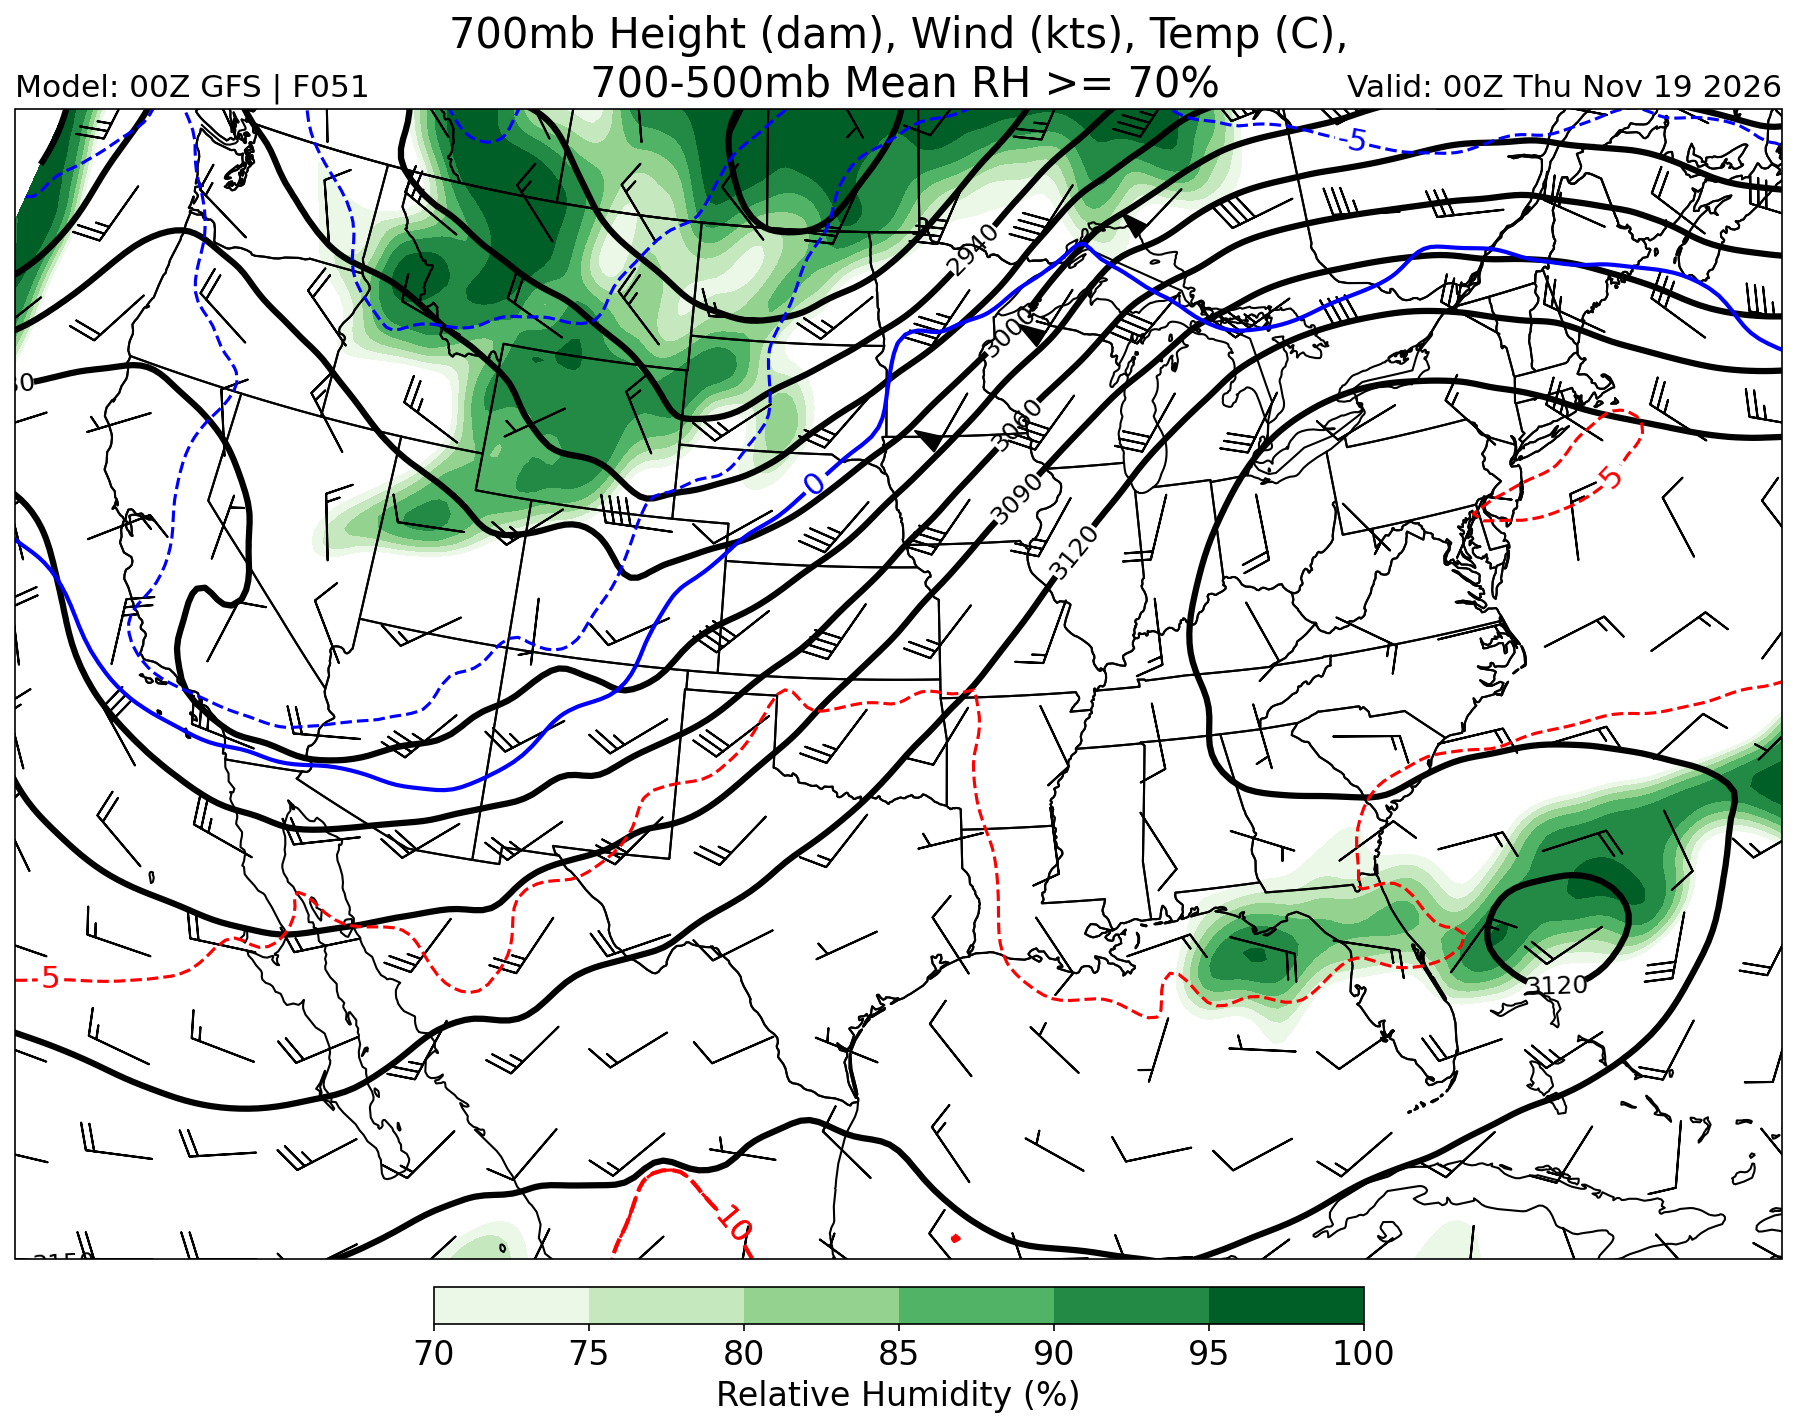 700mb Height (dam), Wind (kts), Temp (C),
700-500mb Mean RH >= 70%
Model: 00Z GFS | F051
Valid: 00Z Thu Nov 19 2026
-5
2940
3000
0
3060
5
3090
0
3120
5
3120
10
70 75 80 85 90 95 100
Relative Humidity (%)